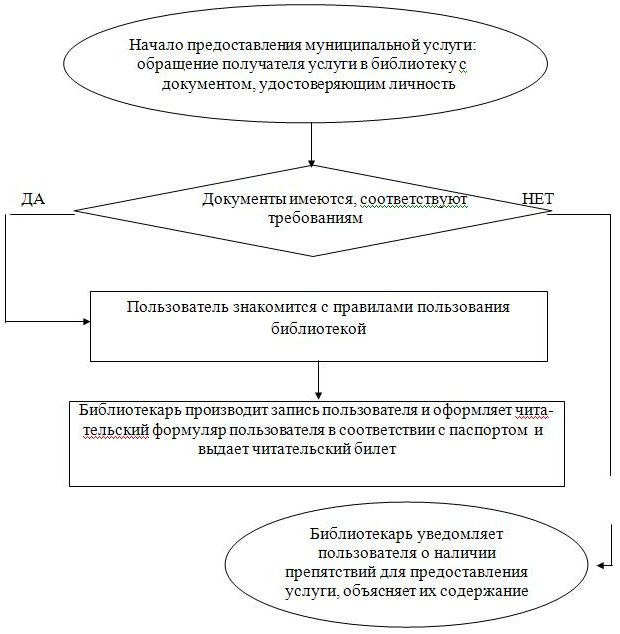 Начало предоставления муниципальной услуги:
обращение получателя услуги в библиотеку с
документом, удостоверяющим личность
ДА
Документы имеются, соответствуют
требованиям
НЕТ
Пользователь знакомится с правилами пользования
библиотекой
Библиотекарь производит запись пользователя и оформляет чита-
тельский формуляр пользователя в соответствии с паспортом и
выдает читательский билет
Библиотекарь уведомляет
пользователя о наличии
препятствий для предоставления
услуги, объясняет их содержание